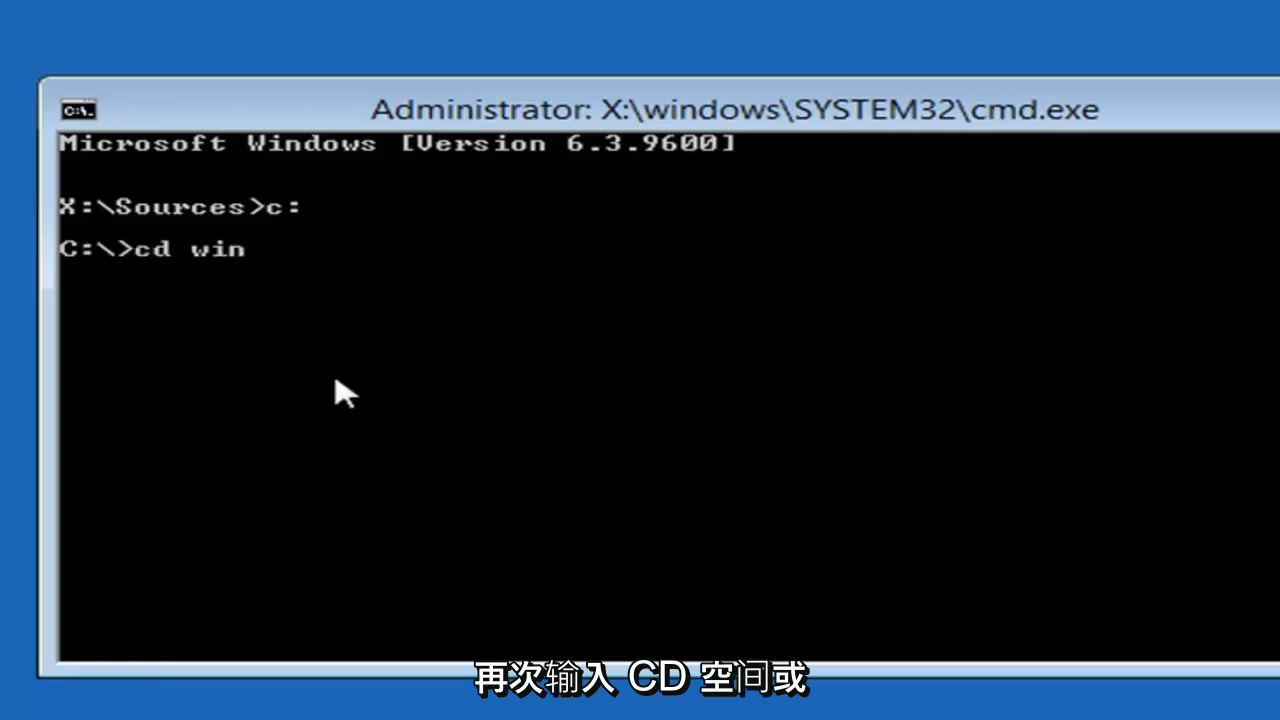 C:\.
Administrator: X:\windows\SYSTEM32\cmd.exe
Microsoft Windows [Version 6.3.9600]
X:\Sources>c:
C:\>cd win
再次输入 CD 空间或